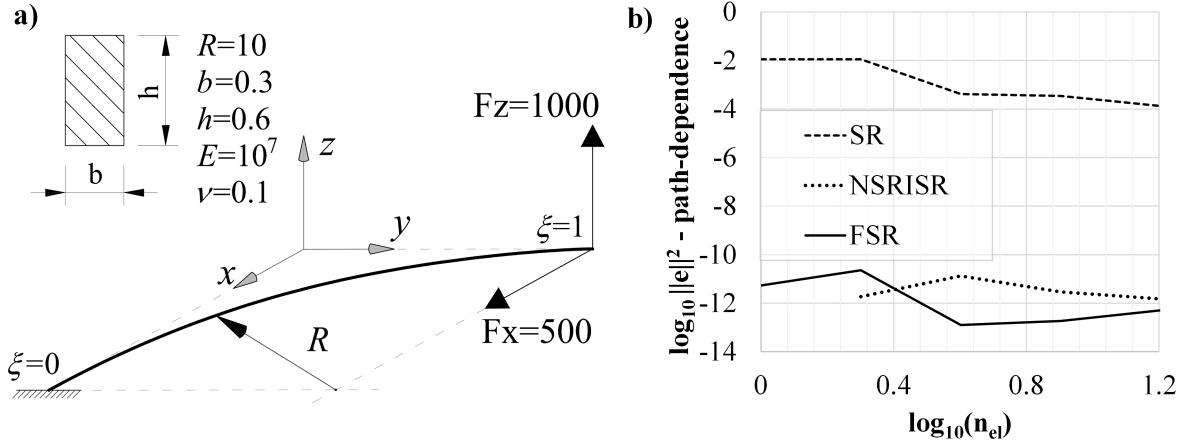 a)
h
b
R=10
b=0.3
h=0.6
E=10⁷
ν=0.1
Fz=1000
z
y
x
ξ=1
Fx=500
R
ξ=0
b)
log₁₀||e||² - path-dependence
0
-2
-4
-6
-8
-10
-12
-14
SR
NSRISR
FSR
0
0.4
0.8
1.2
log₁₀(nₑₗ)